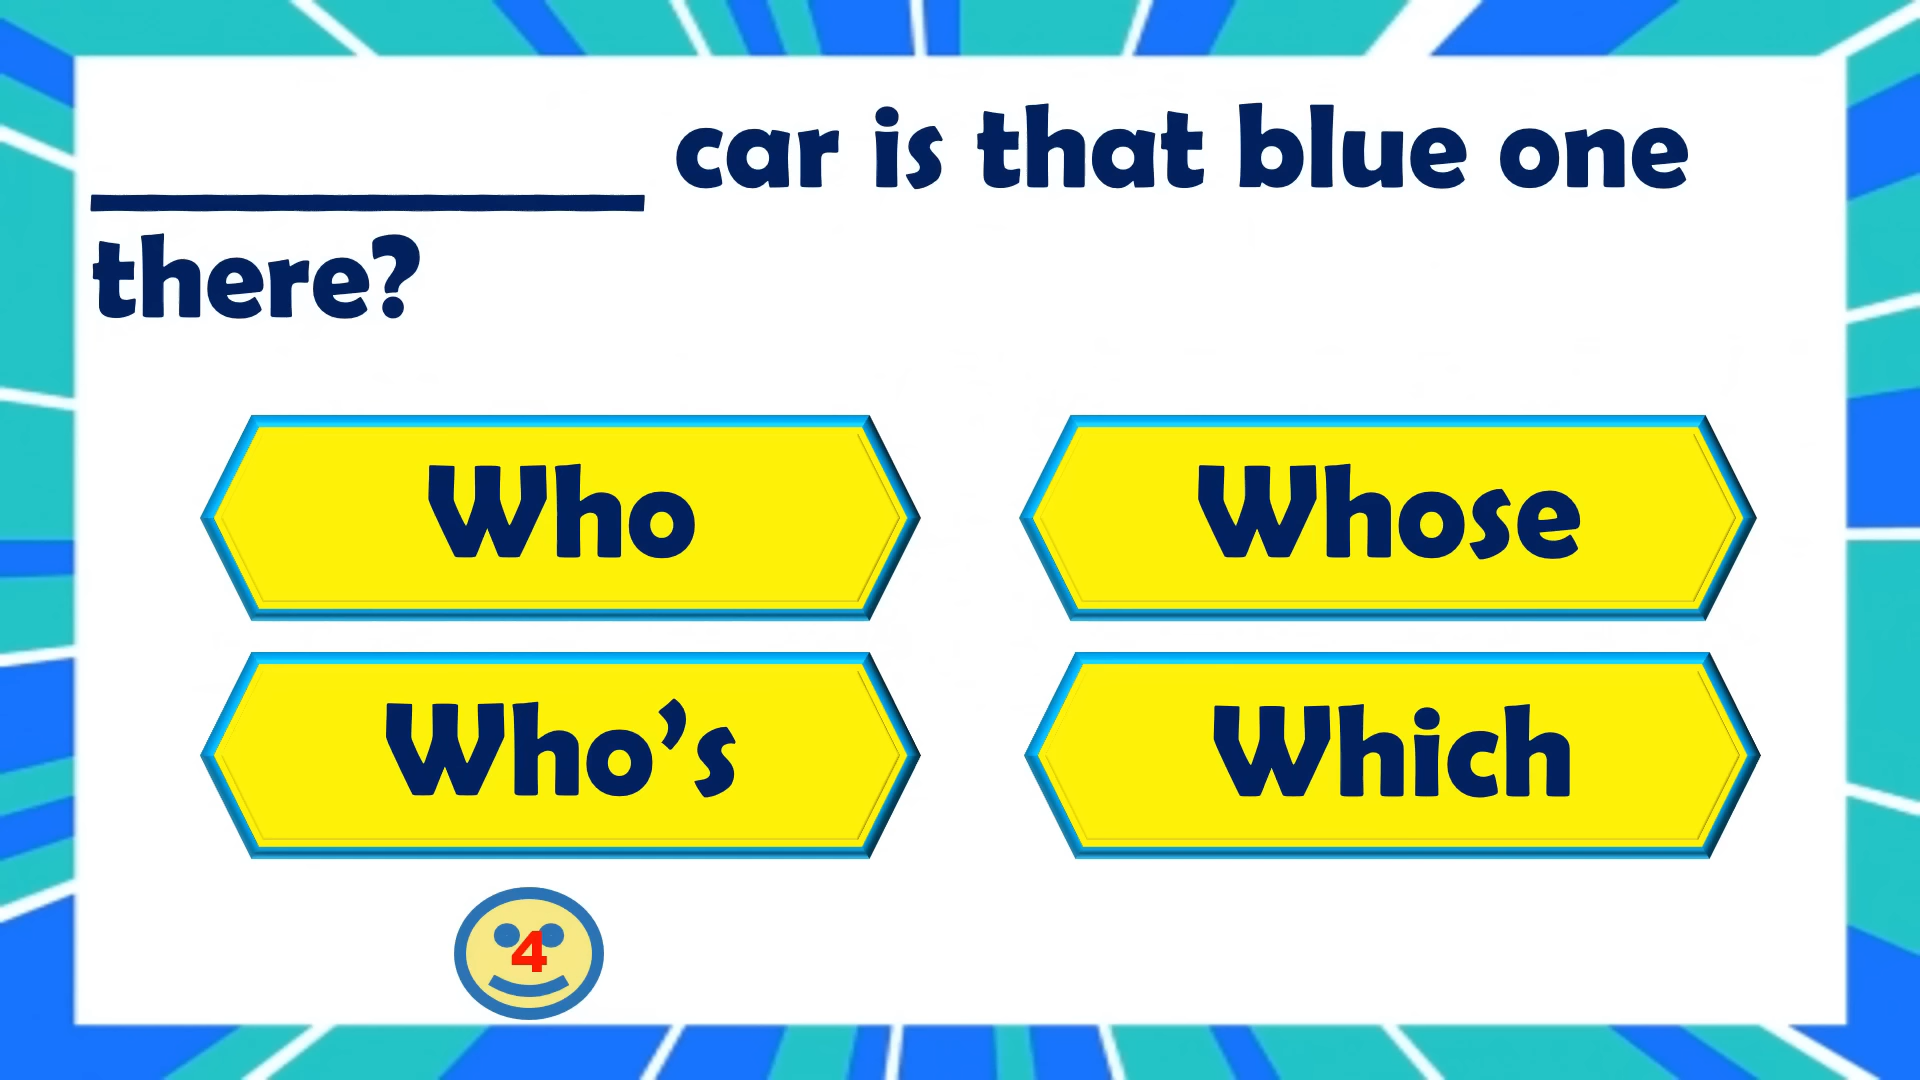 __________ car is that blue one
there?
Who
Whose
Who’s
Which
4